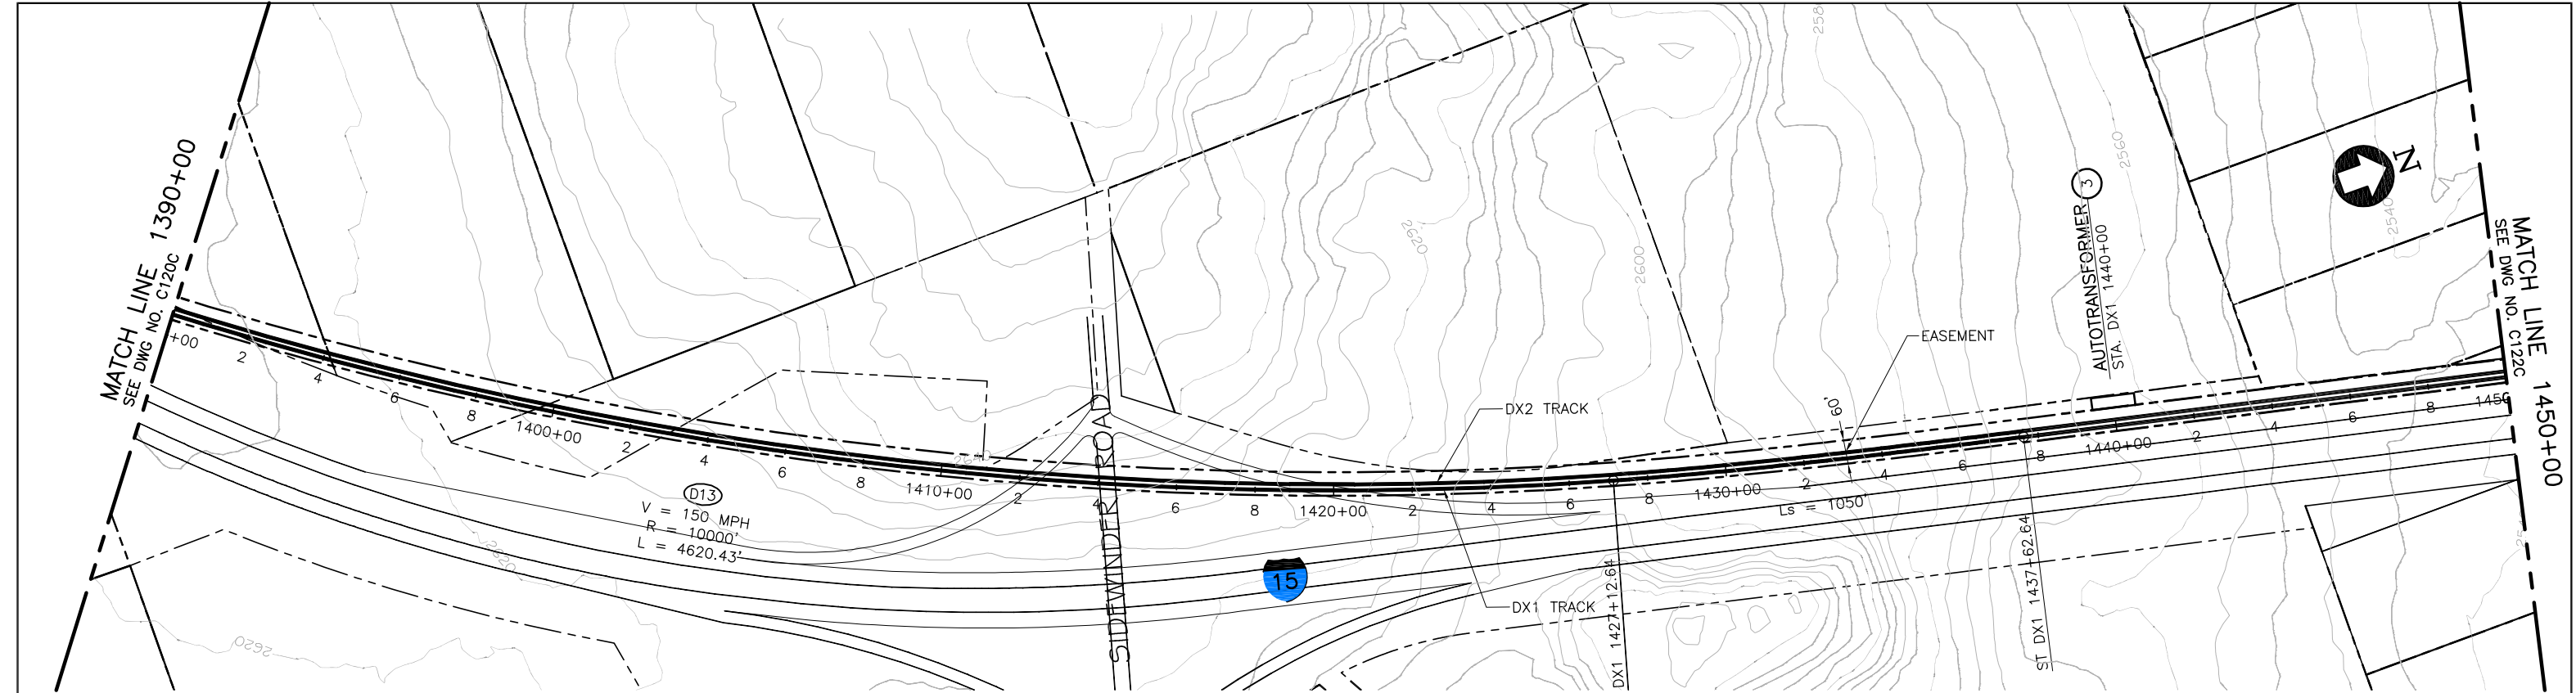 MATCH LINE 1390+00
SEE DWG NO. C120C
+00
2
4
6
8
1400+00
2
4
6
8
1410+00
2
4
6
8
1420+00
2
4
6
8
1430+00
2
4
6
8
1440+00
2
4
6
8
1450
D13
V = 150 MPH
R = 10000'
L = 4620.43'
SIDEWINDER ROAD
15
DX2 TRACK
DX1 TRACK
EASEMENT
60'
Ls = 1050'
DX1 1427+12.64
ST DX1 1437+62.64
AUTOTRANSFORMER 3
STA. DX1 1440+00
N
MATCH LINE 1450+00
SEE DWG NO. C122C
2580
2560
2540
2620
2600
2640
2620
2620